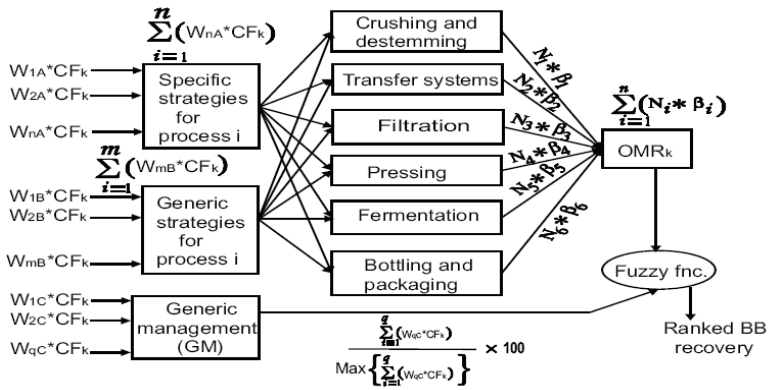 n
∑(WnA*CFk)
i=1
W1A*CFk
W2A*CFk
WnA*CFk
Specific
strategies
for
process i
m
∑(WmB*CFk)
i=1
W1B*CFk
W2B*CFk
WmB*CFk
Generic
strategies
for
process i
W1C*CFk
W2C*CFk
WqC*CFk
Generic
management
(GM)
Crushing and
destemming
Transfer systems
Filtration
Pressing
Fermentation
Bottling and
packaging
N1*β1
N2*β2
N3*β3
N4*β4
N5*β5
N6*β6
n
∑(Ni* βi)
i=1
OMRk
Fuzzy fnc.
Ranked BB
recovery
q
∑(WqC*CFk)
i=1
× 100
q
Max{∑(WqC*CFk)}
i=1